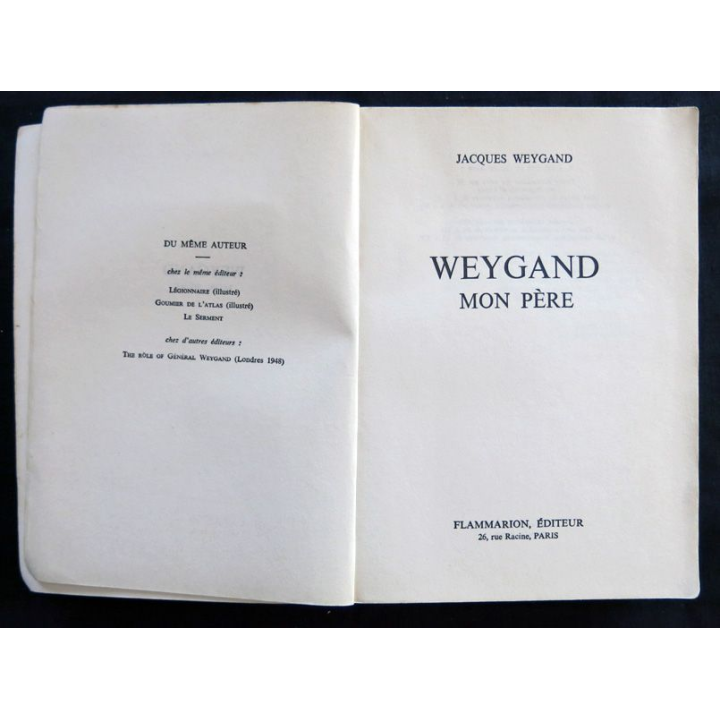 DU MÊME AUTEUR
chez le même éditeur :
LÉGIONNAIRE (illustré)
GOUMIER DE L'ATLAS (illustré)
LE SERMENT
chez d'autres éditeurs :
THE RÔLE OF GÉNÉRAL WEYGAND (Londres 1948)
JACQUES WEYGAND
WEYGAND
MON PÈRE
FLAMMARION, ÉDITEUR
26, rue Racine, PARIS